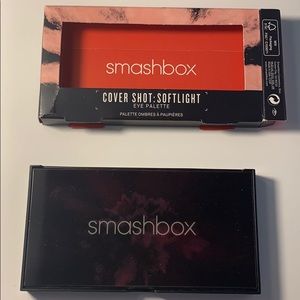 smashbox
COVER SHOT: SOFTLIGHT
EYE PALETTE
PALETTE OMBRES À PAUPIÈRES
smashbox